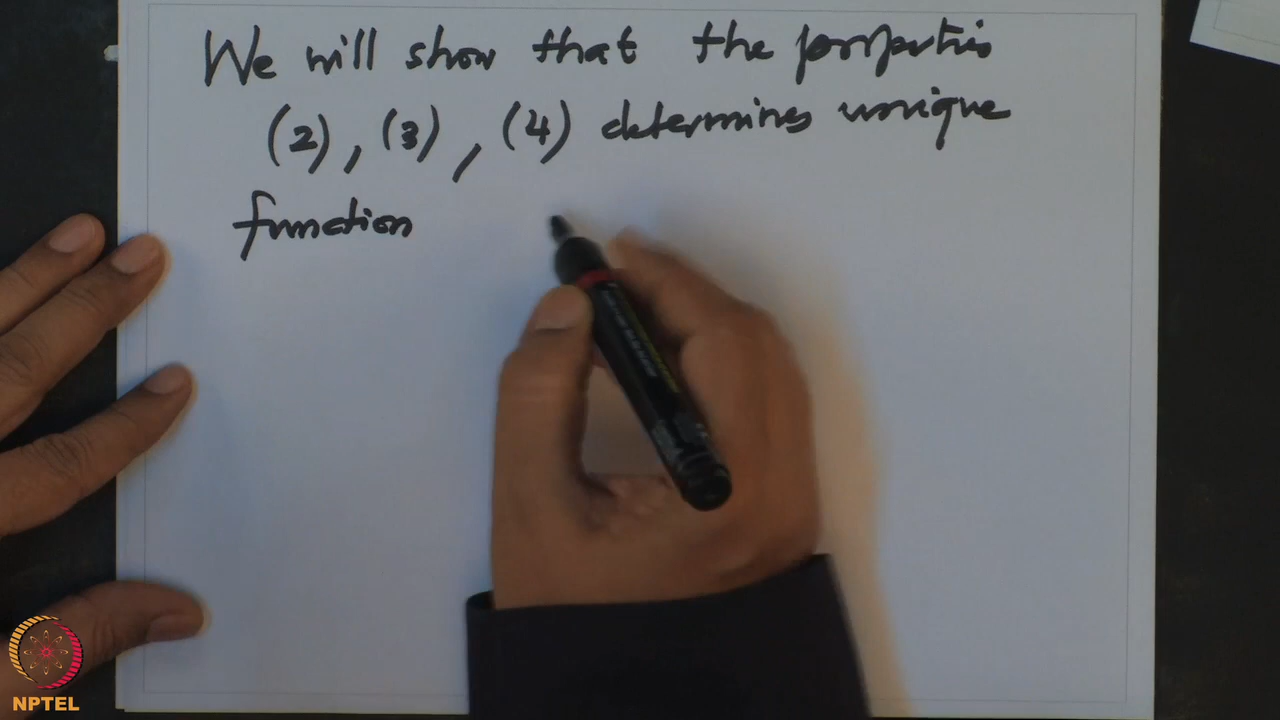 We will show that the properties
(2), (3), (4) determines unique
function
NPTEL